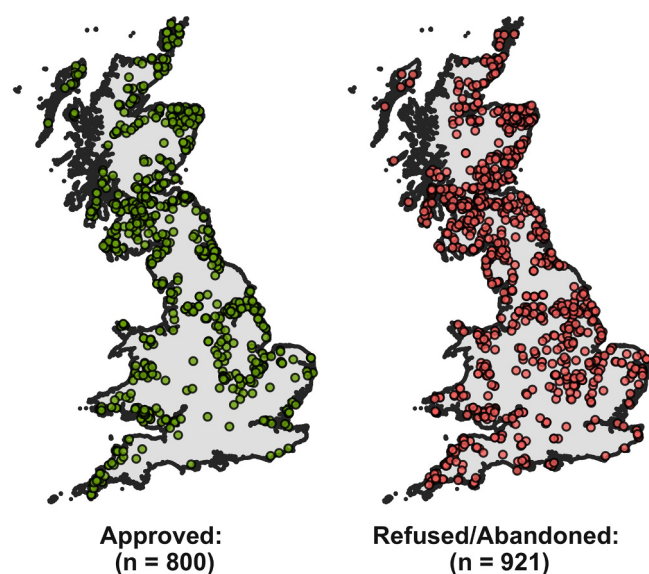 Approved:
(n = 800)
Refused/Abandoned:
(n = 921)